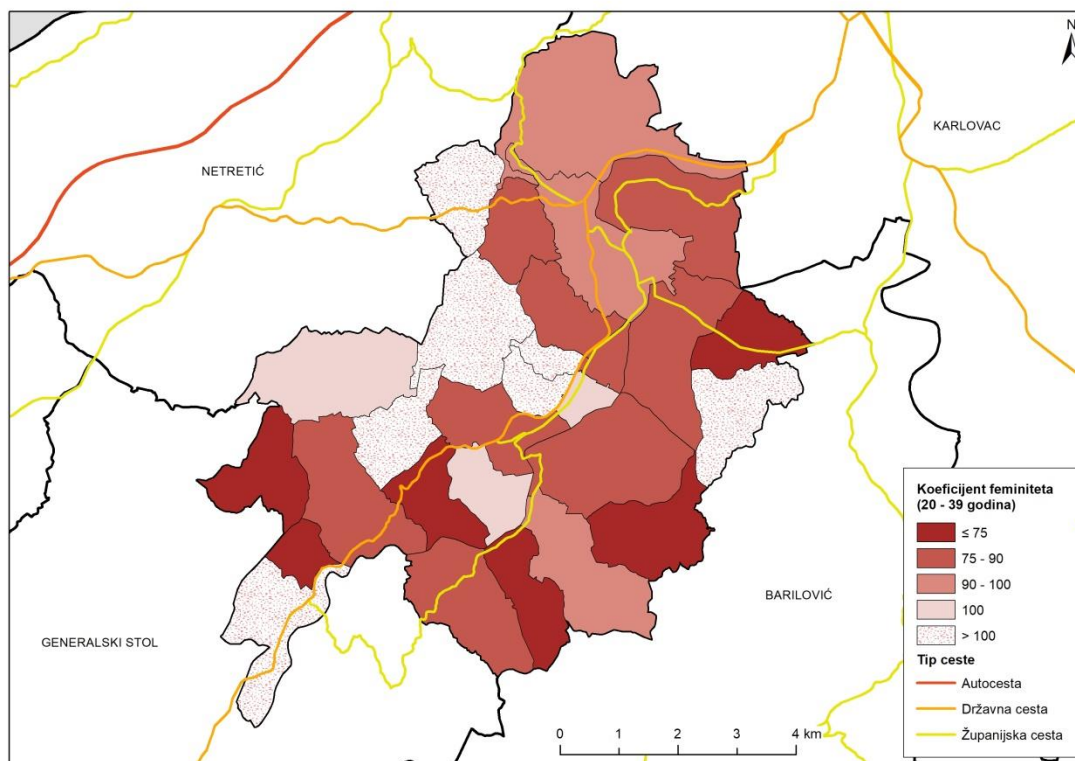 N
KARLOVAC
NETRETIĆ
BARILOVIĆ
GENERALSKI STOL
Koeficijent feminiteta
(20 - 39 godina)
≤ 75
75 - 90
90 - 100
100
> 100
Tip ceste
Autocesta
Državna cesta
Županijska cesta
0 1 2 3 4 km